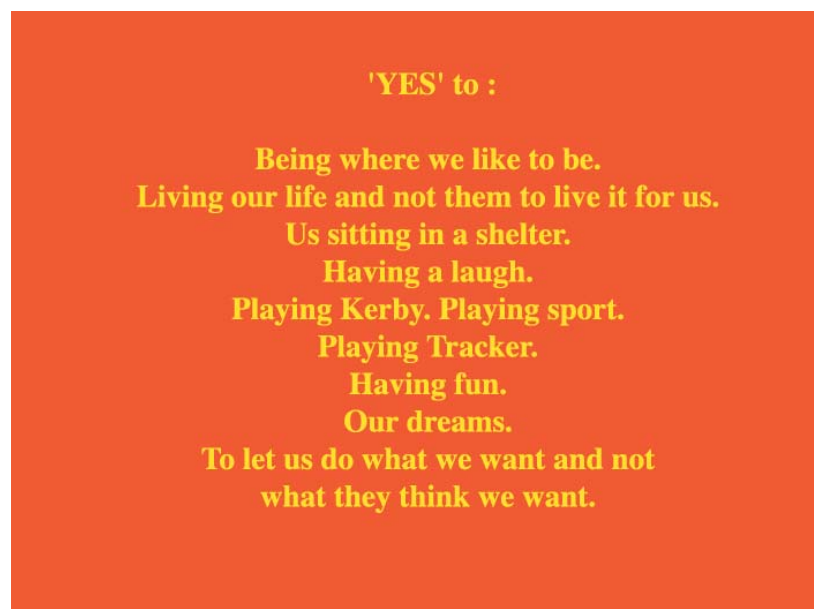 'YES' to :
Being where we like to be.
Living our life and not them to live it for us.
Us sitting in a shelter.
Having a laugh.
Playing Kerby. Playing sport.
Playing Tracker.
Having fun.
Our dreams.
To let us do what we want and not
what they think we want.